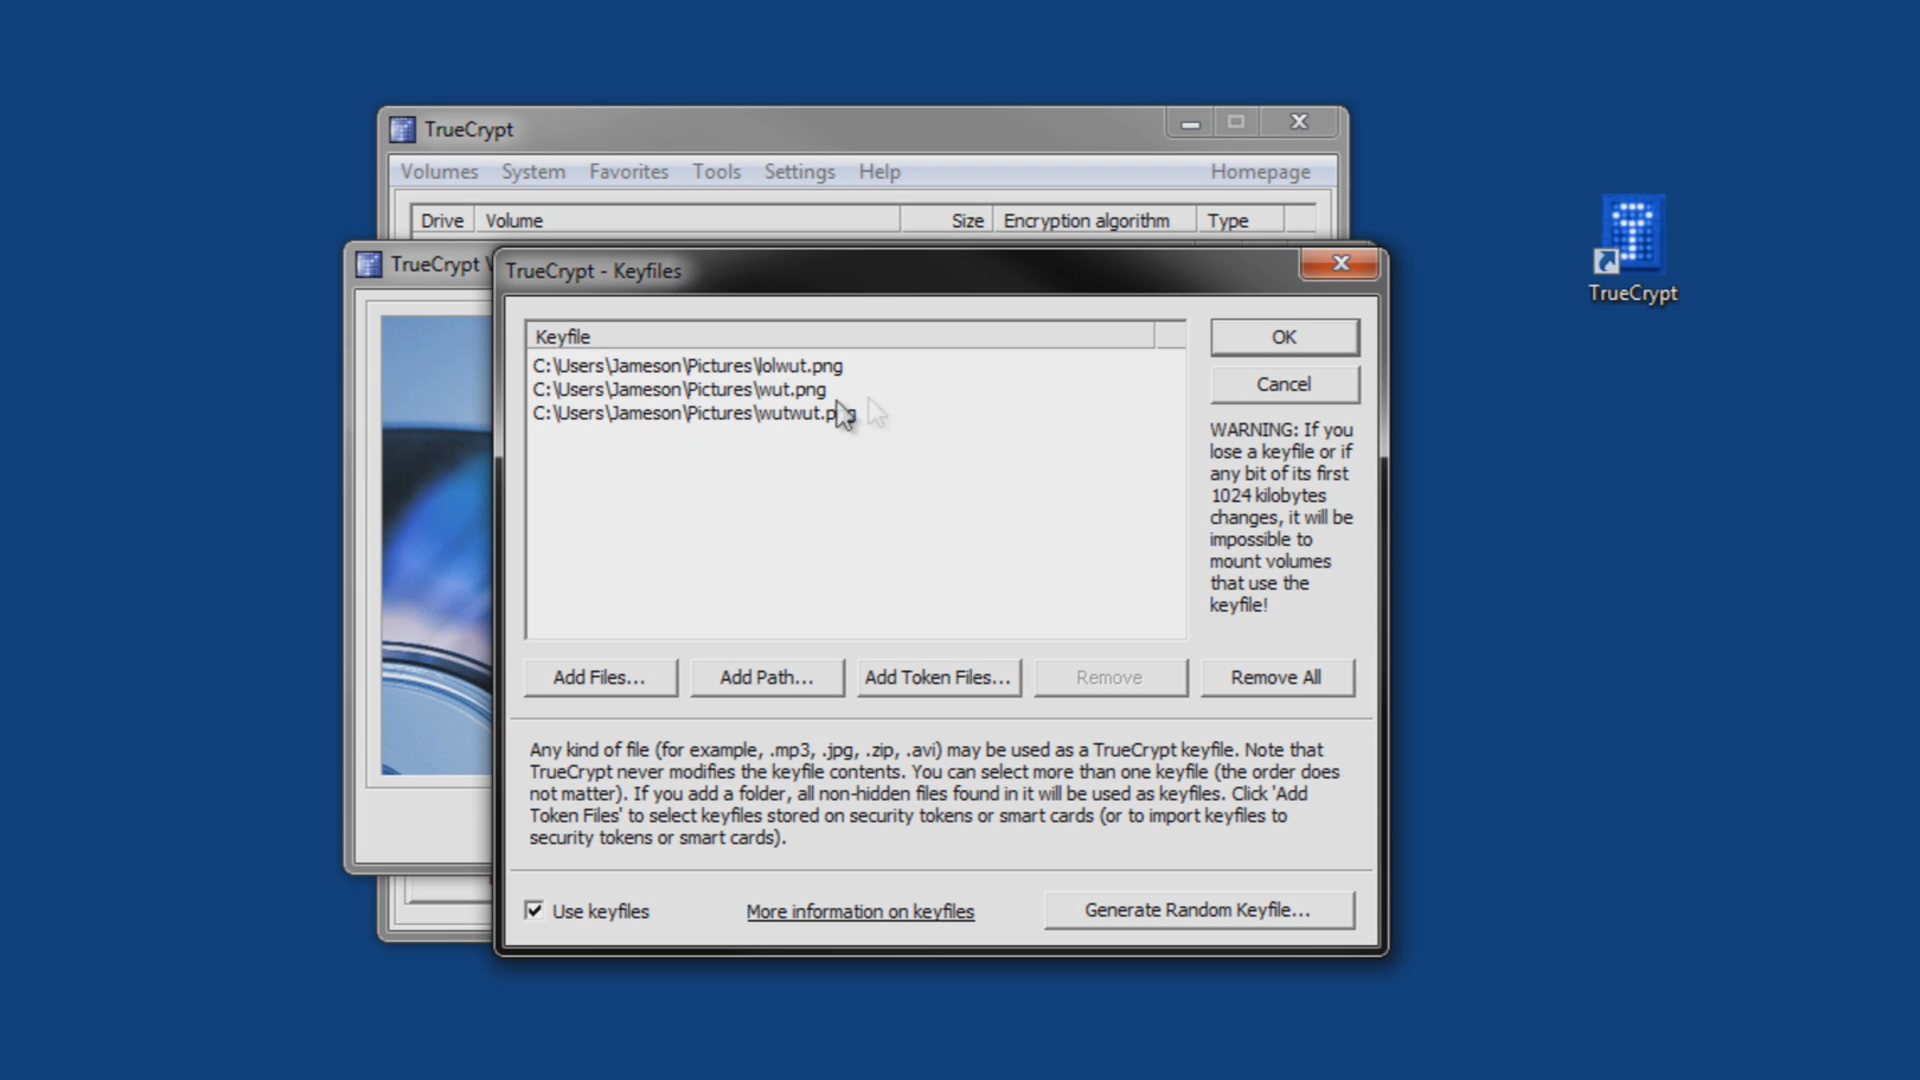 TrueCrypt
Volumes System Favorites Tools Settings Help Homepage
Drive Volume Size Encryption algorithm Type
TrueCrypt
TrueCrypt - Keyfiles
Keyfile
C:\Users\Jameson\Pictures\lolwut.png
C:\Users\Jameson\Pictures\wut.png
C:\Users\Jameson\Pictures\wutwut.png
OK
Cancel
WARNING: If you
lose a keyfile or if
any bit of its first
1024 kilobytes
changes, it will be
impossible to
mount volumes
that use the
keyfile!
Add Files... Add Path... Add Token Files... Remove Remove All
Any kind of file (for example, .mp3, .jpg, .zip, .avi) may be used as a TrueCrypt keyfile. Note that
TrueCrypt never modifies the keyfile contents. You can select more than one keyfile (the order does
not matter). If you add a folder, all non-hidden files found in it will be used as keyfiles. Click 'Add
Token Files' to select keyfiles stored on security tokens or smart cards (or to import keyfiles to
security tokens or smart cards).
Use keyfiles More information on keyfiles Generate Random Keyfile...
TrueCrypt